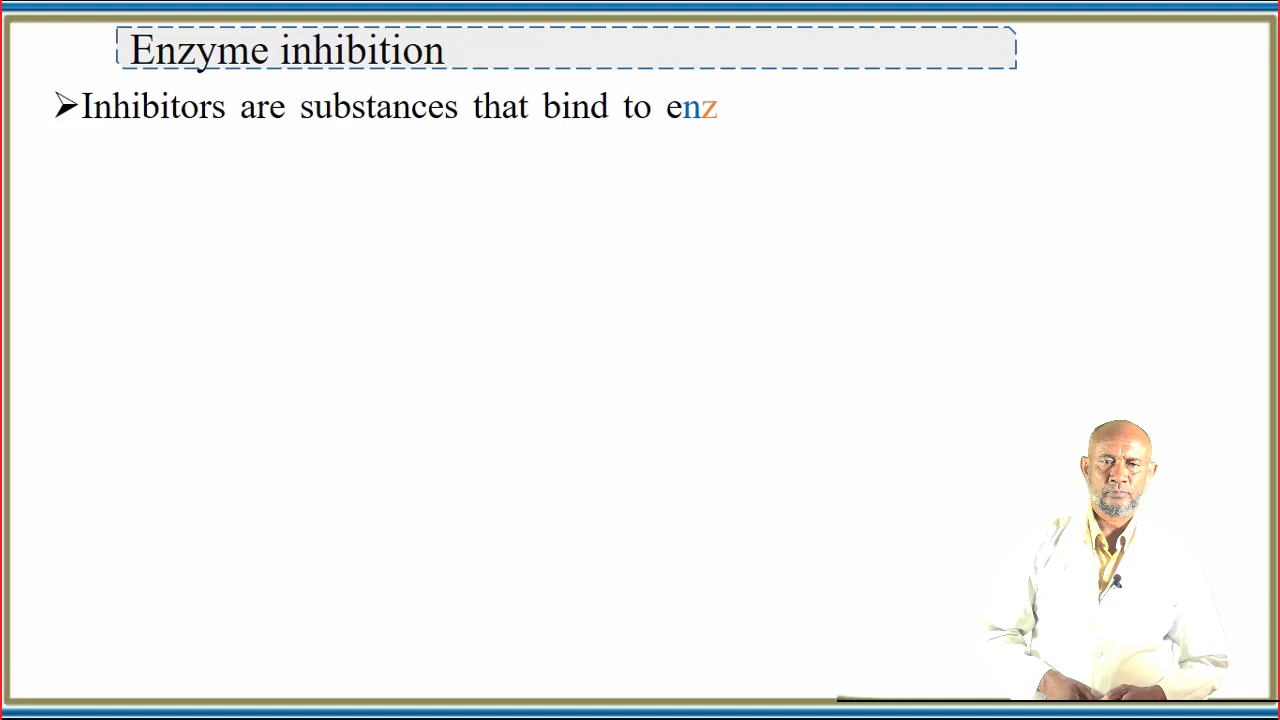 Enzyme inhibition
➢Inhibitors are substances that bind to enz